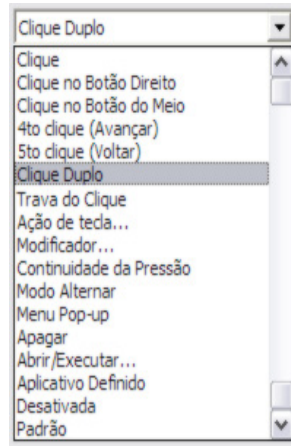 Clique Duplo
Clique
Clique no Botão Direito
Clique no Botão do Meio
4to clique (Avançar)
5to clique (Voltar)
Clique Duplo
Trava do Clique
Ação de tecla...
Modificador...
Continuidade da Pressão
Modo Alternar
Menu Pop-up
Apagar
Abrir/Executar...
Aplicativo Definido
Desativada
Padrão